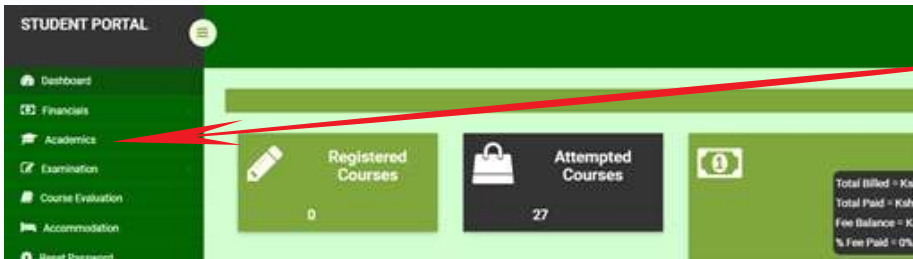 STUDENT PORTAL
Dashboard
Financials
Academics
Examination
Course Evaluation
Accommodation
Reset Password
Registered
Courses
0
Attempted
Courses
27
Total Billed = Ks
Total Paid = Ksh
Fee Balance = K
% Fee Paid = 0%